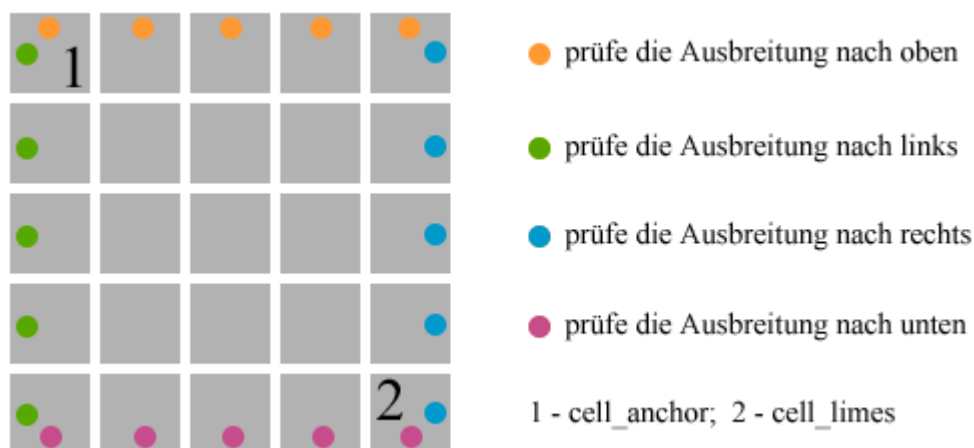 1
2
prüfe die Ausbreitung nach oben
prüfe die Ausbreitung nach links
prüfe die Ausbreitung nach rechts
prüfe die Ausbreitung nach unten
1 - cell_anchor; 2 - cell_limes